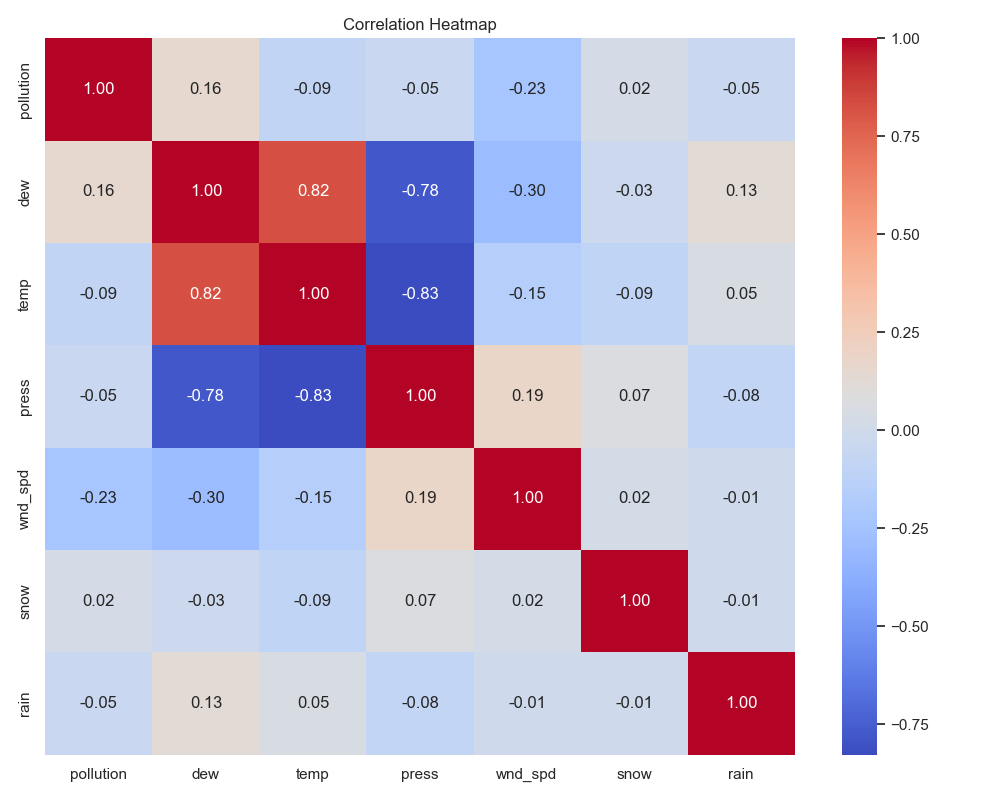 Correlation Heatmap
pollution 1.00 0.16 -0.09 -0.05 -0.23 0.02 -0.05
dew 0.16 1.00 0.82 -0.78 -0.30 -0.03 0.13
temp -0.09 0.82 1.00 -0.83 -0.15 -0.09 0.05
press -0.05 -0.78 -0.83 1.00 0.19 0.07 -0.08
wnd_spd -0.23 -0.30 -0.15 0.19 1.00 0.02 -0.01
snow 0.02 -0.03 -0.09 0.07 0.02 1.00 -0.01
rain -0.05 0.13 0.05 -0.08 -0.01 -0.01 1.00
pollution dew temp press wnd_spd snow rain
1.00
0.75
0.50
0.25
0.00
-0.25
-0.50
-0.75